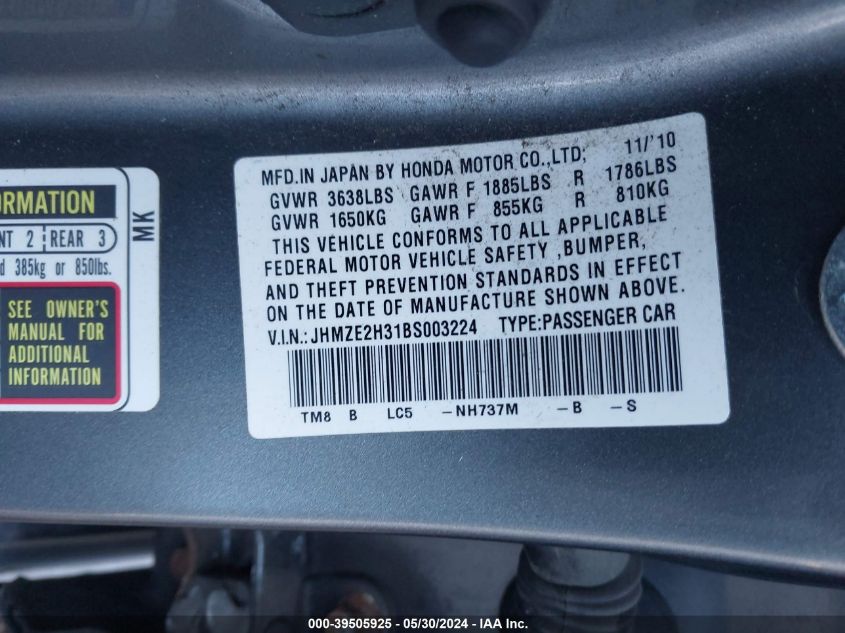 ORMATION
NT 2 REAR 3
d 385kg or 850lbs.
SEE OWNER'S
MANUAL FOR
ADDITIONAL
INFORMATION
MK
MFD.IN JAPAN BY HONDA MOTOR CO.,LTD; 11/'10
GVWR 3638LBS GAWR F 1885LBS R 1786LBS
GVWR 1650KG GAWR F 855KG R 810KG
THIS VEHICLE CONFORMS TO ALL APPLICABLE
FEDERAL MOTOR VEHICLE SAFETY ,BUMPER,
AND THEFT PREVENTION STANDARDS IN EFFECT
ON THE DATE OF MANUFACTURE SHOWN ABOVE.
V.I.N.: JHMZE2H31BS003224 TYPE:PASSENGER CAR
TM8 B LC5 -NH737M -B -S
000-39505925 - 05/30/2024 - IAA Inc.